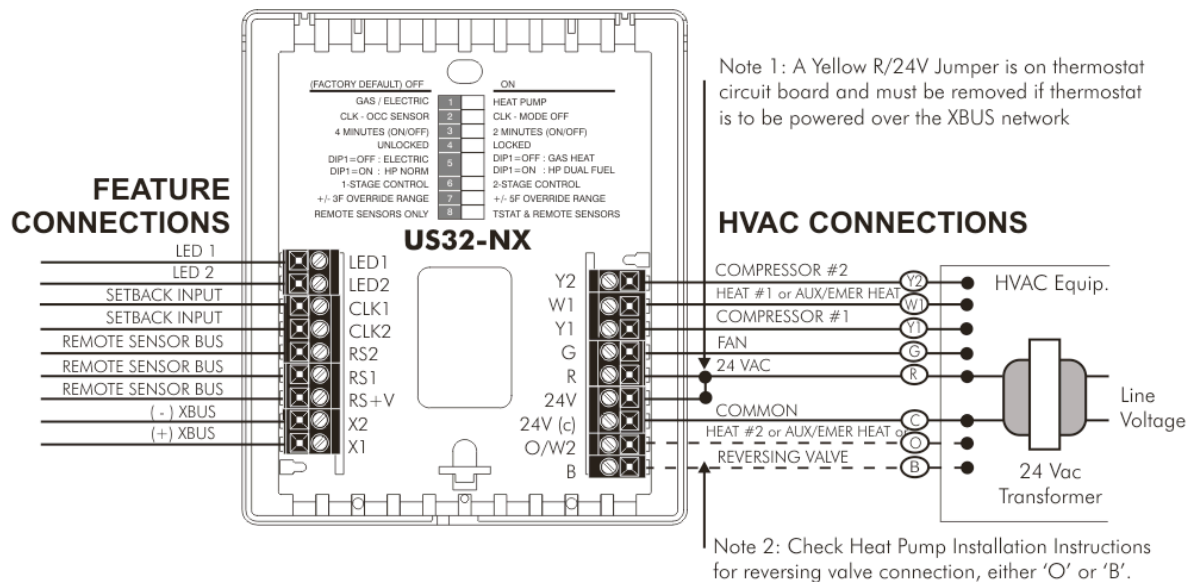 Note 1: A Yellow R/24V Jumper is on thermostat
circuit board and must be removed if thermostat
is to be powered over the XBUS network
(FACTORY DEFAULT) OFF ON
GAS / ELECTRIC 1 HEAT PUMP
CLK - OCC SENSOR 2 CLK - MODE OFF
4 MINUTES (ON/OFF) 3 2 MINUTES (ON/OFF)
UNLOCKED 4 LOCKED
DIP1=OFF : ELECTRIC 5 DIP1=OFF : GAS HEAT
DIP1=ON : HP NORM DIP1=ON : HP DUAL FUEL
1-STAGE CONTROL 6 2-STAGE CONTROL
+/- 3F OVERRIDE RANGE 7 +/- 5F OVERRIDE RANGE
REMOTE SENSORS ONLY 8 TSTAT & REMOTE SENSORS
US32-NX
FEATURE
CONNECTIONS
LED 1 LED1
LED 2 LED2
SETBACK INPUT CLK1
SETBACK INPUT CLK2
REMOTE SENSOR BUS RS2
REMOTE SENSOR BUS RS1
REMOTE SENSOR BUS RS+V
( - ) XBUS X2
(+) XBUS X1
HVAC CONNECTIONS
Y2 COMPRESSOR #2 Y2
W1 HEAT #1 or AUX/EMER HEAT W1
Y1 COMPRESSOR #1 Y1
G FAN G
R 24 VAC R
24V
24V (c) COMMON C
O/W2 HEAT #2 or AUX/EMER HEAT or O
B REVERSING VALVE B
HVAC Equip.
Line
Voltage
24 Vac
Transformer
Note 2: Check Heat Pump Installation Instructions
for reversing valve connection, either ‘O’ or ‘B’.